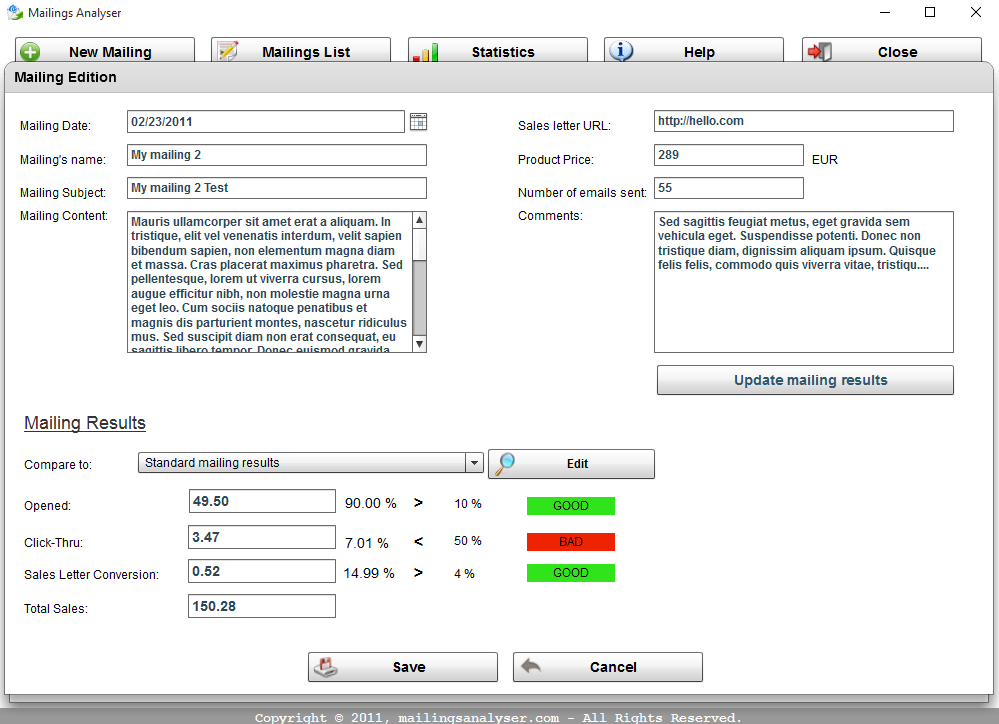 Mailings Analyser
New Mailing
Mailings List
Statistics
Help
Close
Mailing Edition
Mailing Date:
02/23/2011
Mailing's name:
My mailing 2
Mailing Subject:
My mailing 2 Test
Mailing Content:
Mauris ullamcorper sit amet erat a aliquam. In
tristique, elit vel venenatis interdum, velit sapien
bibendum sapien, non elementum magna diam
et massa. Cras placerat maximus pharetra. Sed
pellentesque, lorem ut viverra cursus, lorem
augue efficitur nibh, non molestie magna urna
eget leo. Cum sociis natoque penatibus et
magnis dis parturient montes, nascetur ridiculus
mus. Sed suscipit diam non erat consequat, eu
sagittis libero tempor. Donec euismod gravida
Sales letter URL:
http://hello.com
Product Price:
289
EUR
Number of emails sent:
55
Comments:
Sed sagittis feugiat metus, eget gravida sem
vehicula eget. Suspendisse potenti. Donec non
tristique diam, dignissim aliquam ipsum. Quisque
felis felis, commodo quis viverra vitae, tristiqu....
Update mailing results
Mailing Results
Compare to:
Standard mailing results
Edit
Opened:
49.50
90.00 % > 10 %
GOOD
Click-Thru:
3.47
7.01 % < 50 %
BAD
Sales Letter Conversion:
0.52
14.99 % > 4 %
GOOD
Total Sales:
150.28
Save
Cancel
Copyright © 2011, mailingsanalyser.com - All Rights Reserved.